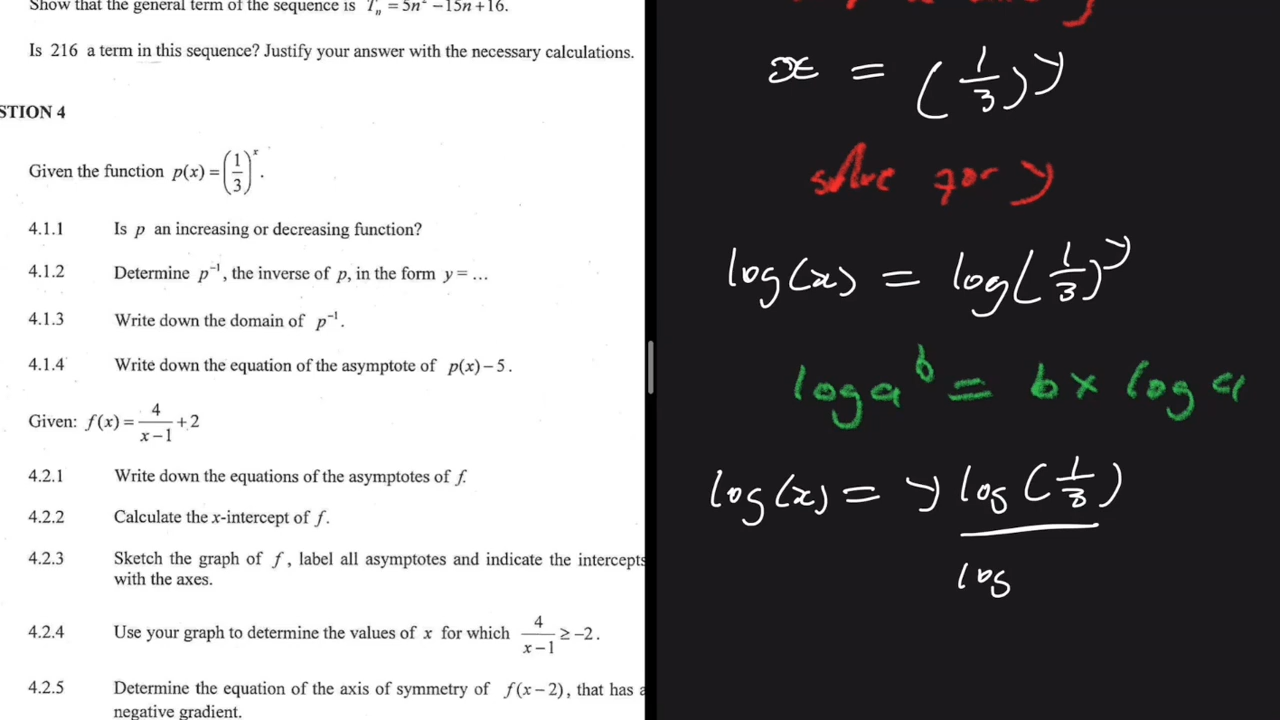 Show that the general term of the sequence is Tₙ = 5n² − 15n + 16.
Is 216 a term in this sequence? Justify your answer with the necessary calculations.
STION 4
Given the function p(x) = (1/3)ˣ.
4.1.1 Is p an increasing or decreasing function?
4.1.2 Determine p⁻¹, the inverse of p, in the form y = ...
4.1.3 Write down the domain of p⁻¹.
4.1.4 Write down the equation of the asymptote of p(x) − 5.
Given: f(x) = 4/(x−1) + 2
4.2.1 Write down the equations of the asymptotes of f.
4.2.2 Calculate the x-intercept of f.
4.2.3 Sketch the graph of f, label all asymptotes and indicate the intercepts
with the axes.
4.2.4 Use your graph to determine the values of x for which 4/(x−1) ≥ −2.
4.2.5 Determine the equation of the axis of symmetry of f(x − 2), that has a
negative gradient.
x = (1/3)^y
solve for y
log(x) = log(1/3)^y
log a^b = b × log a
log(x) = y log(1/3)
log